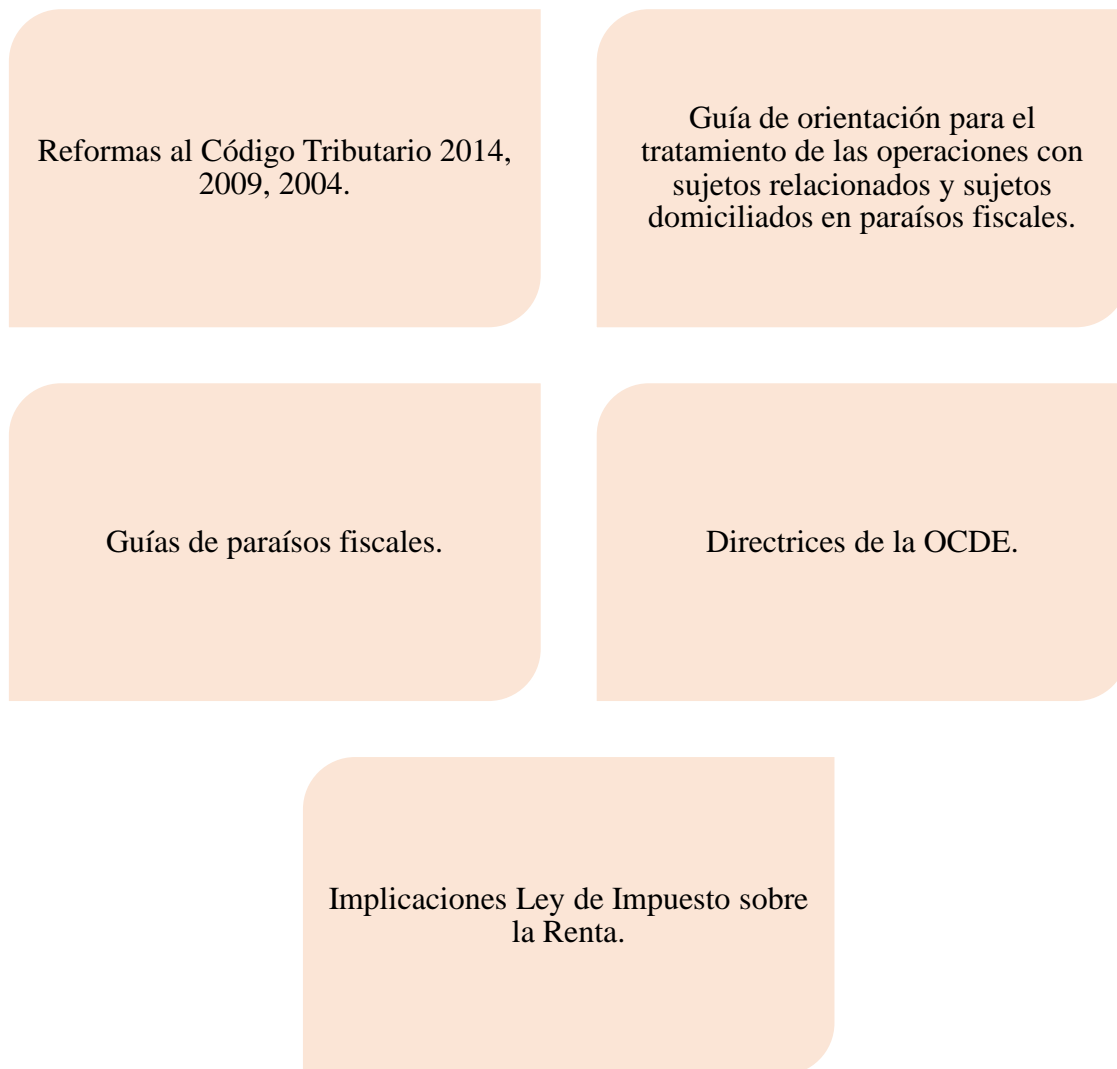 Reformas al Código Tributario 2014,
2009, 2004.
Guía de orientación para el
tratamiento de las operaciones con
sujetos relacionados y sujetos
domiciliados en paraísos fiscales.
Guías de paraísos fiscales.
Directrices de la OCDE.
Implicaciones Ley de Impuesto sobre
la Renta.